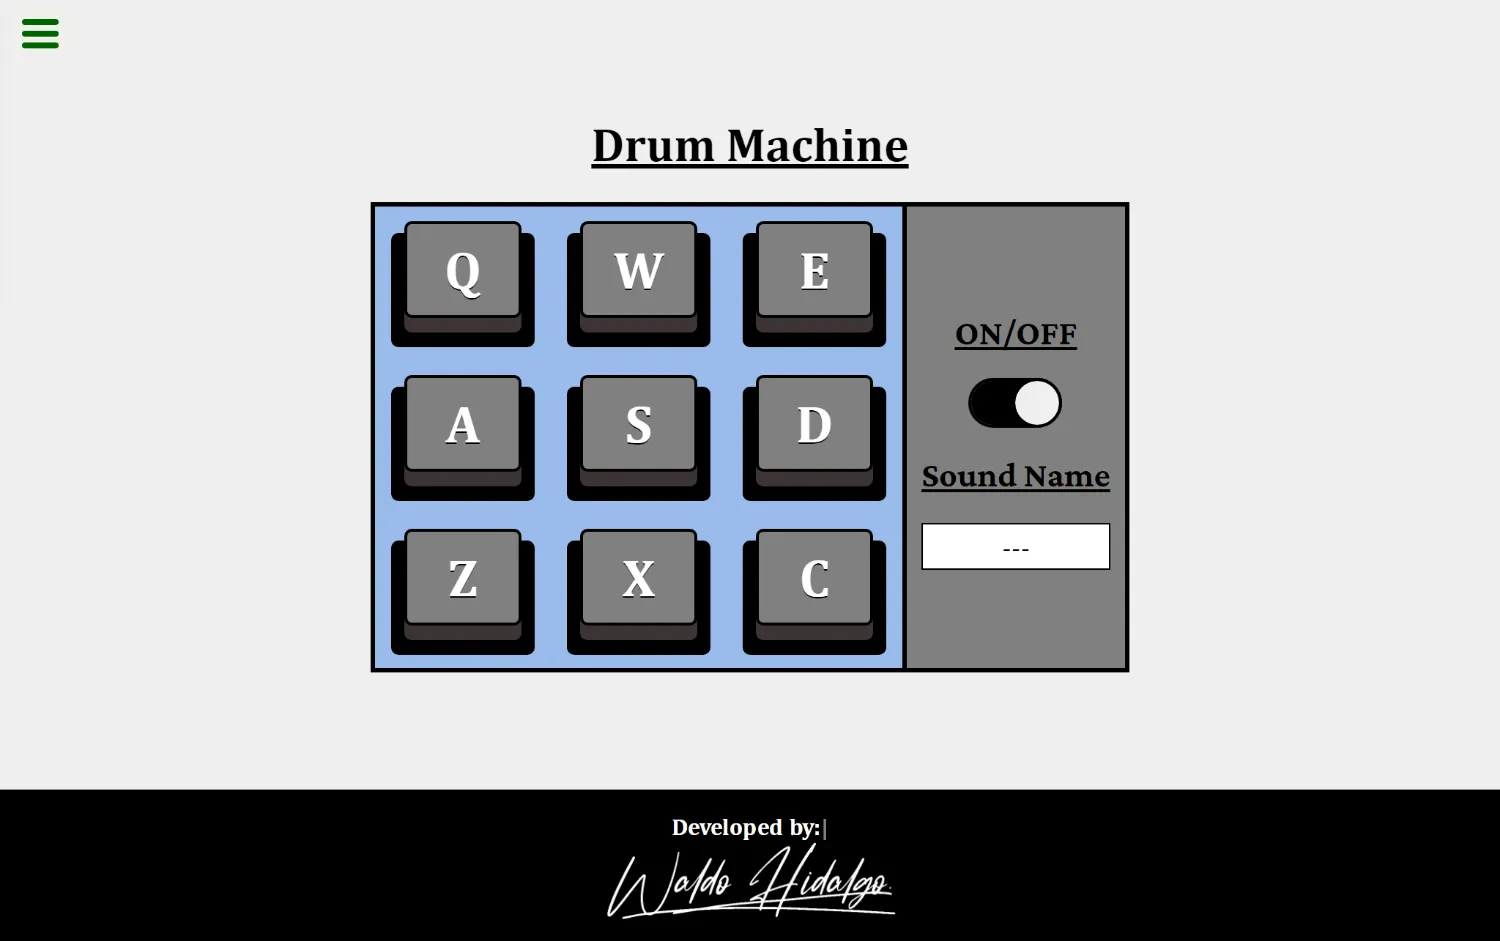 Drum Machine
Q W E
ON/OFF
A S D
Sound Name
---
Z X C
Developed by:|
Waldo Hidalgo.